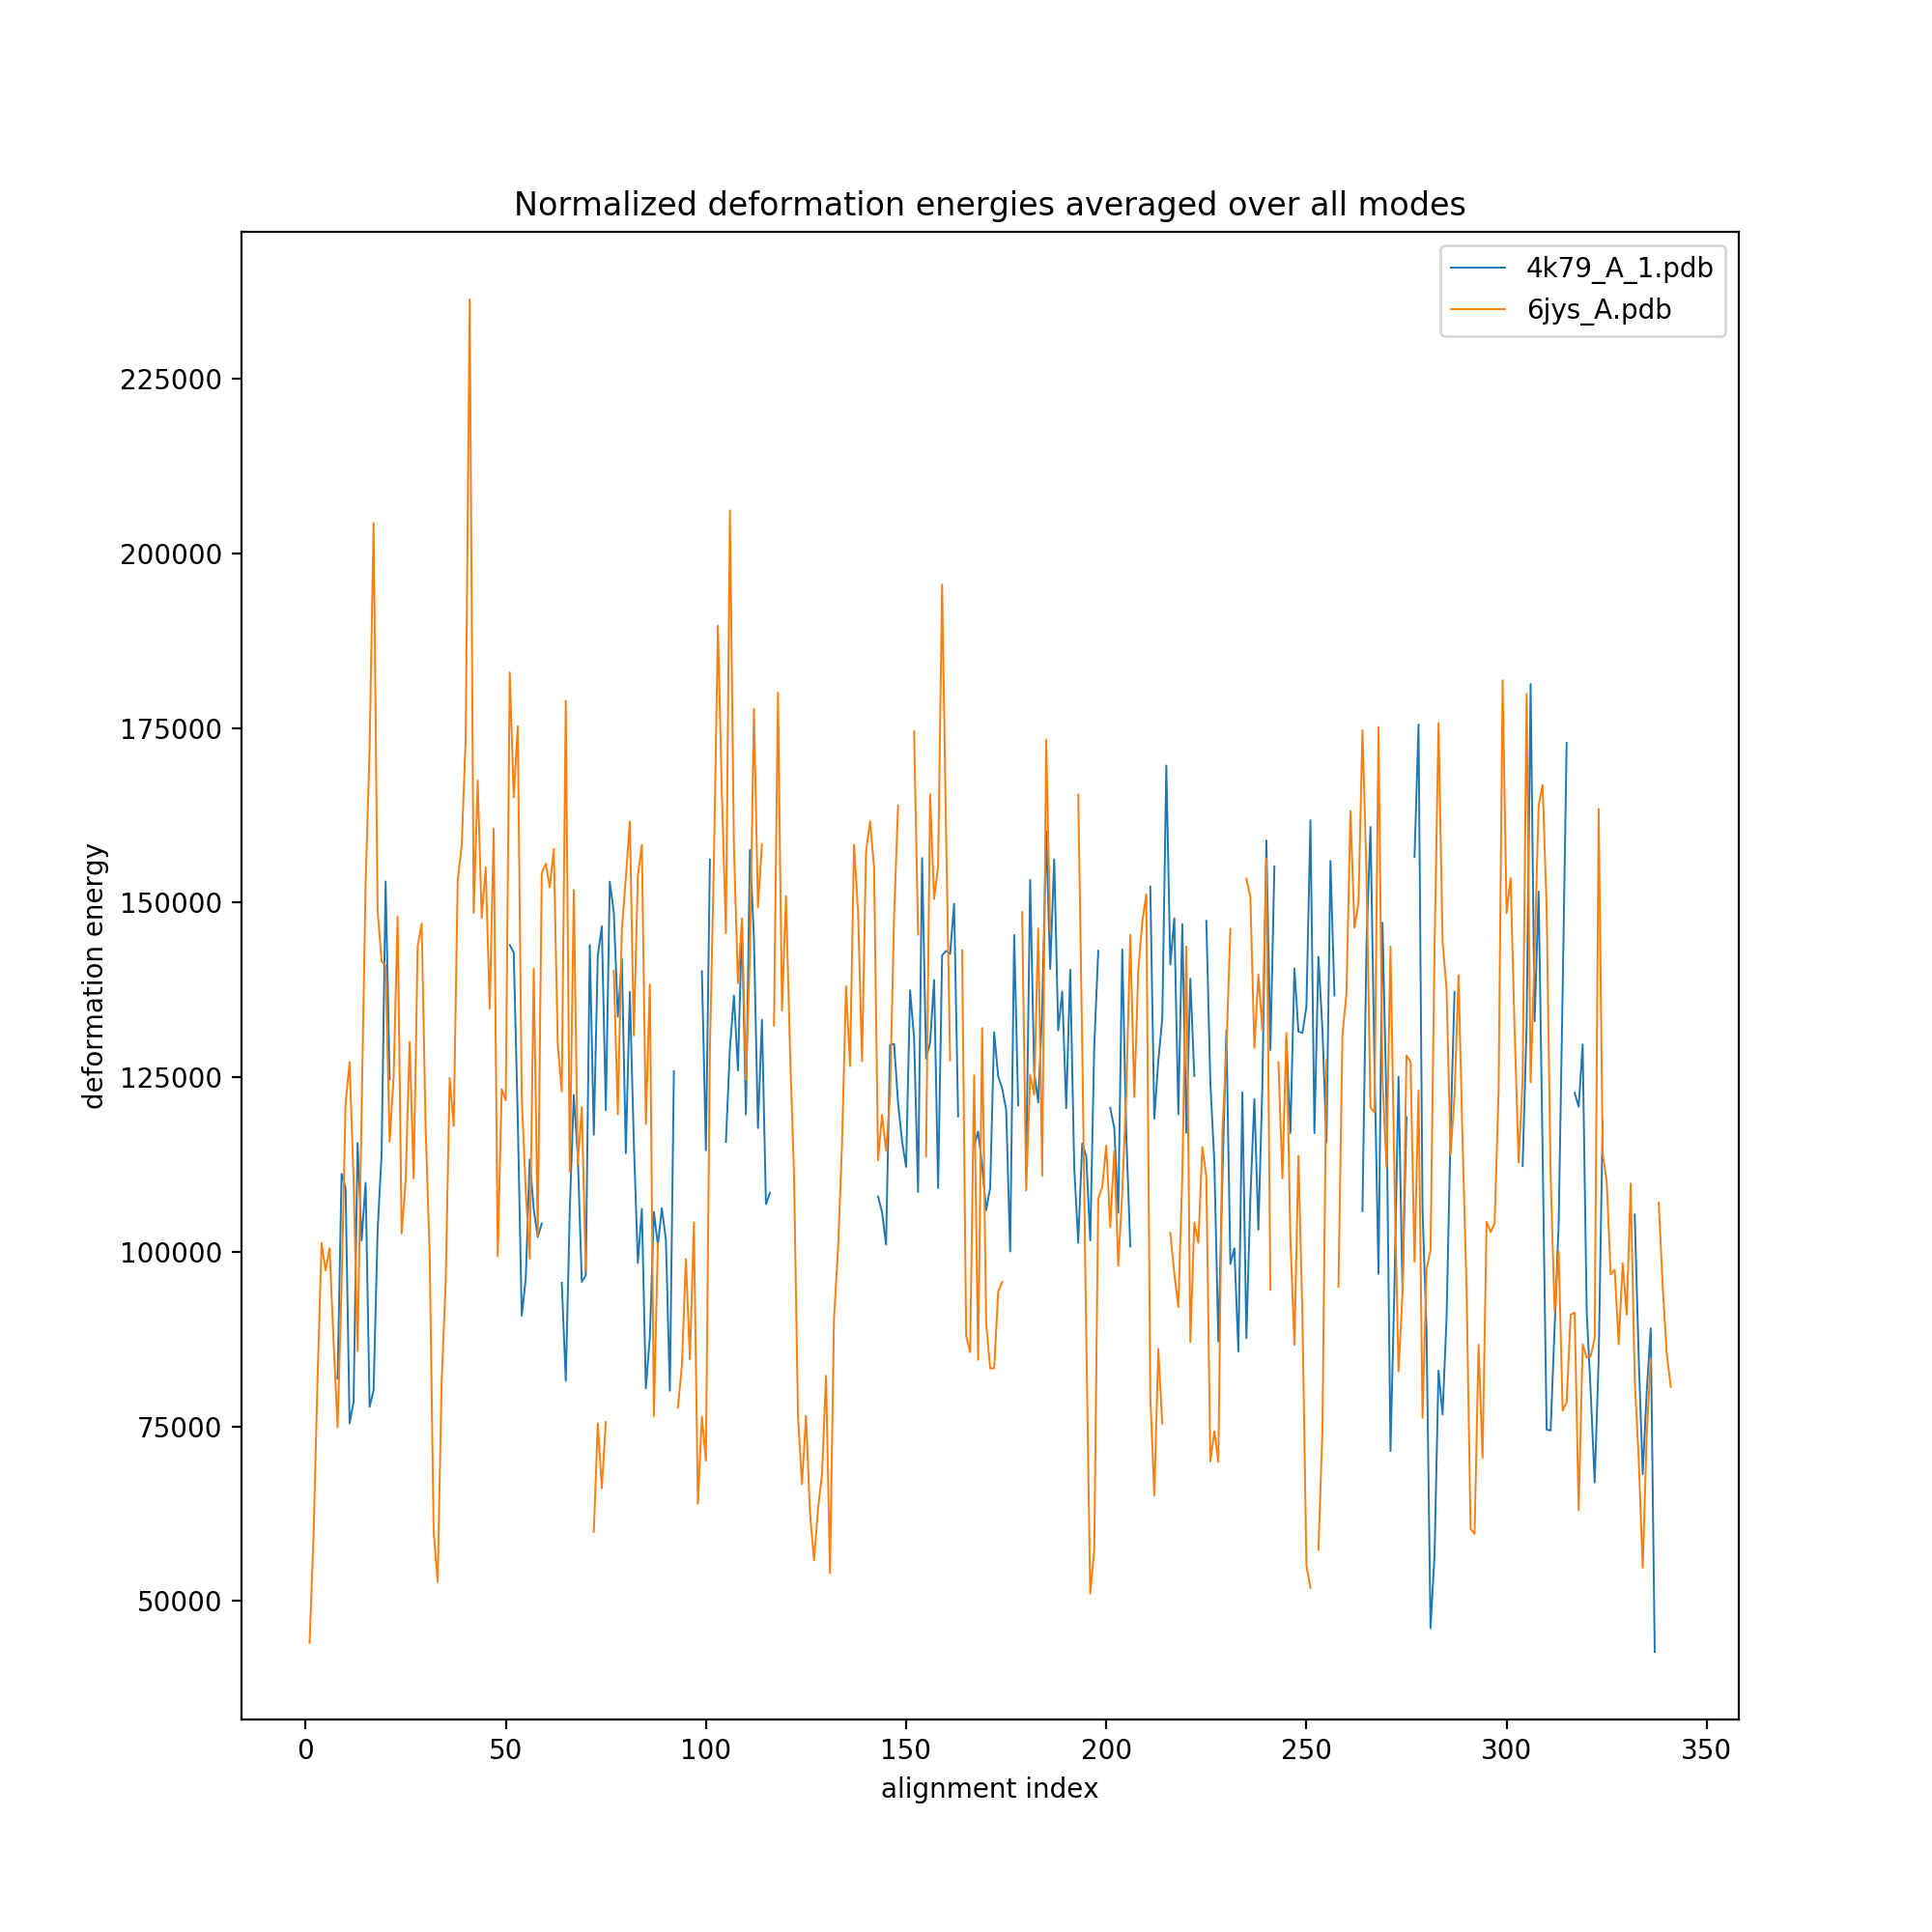 Normalized deformation energies averaged over all modes
4k79_A_1.pdb
6jys_A.pdb
225000
200000
175000
150000
125000
100000
75000
50000
deformation energy
0 50 100 150 200 250 300 350
alignment index